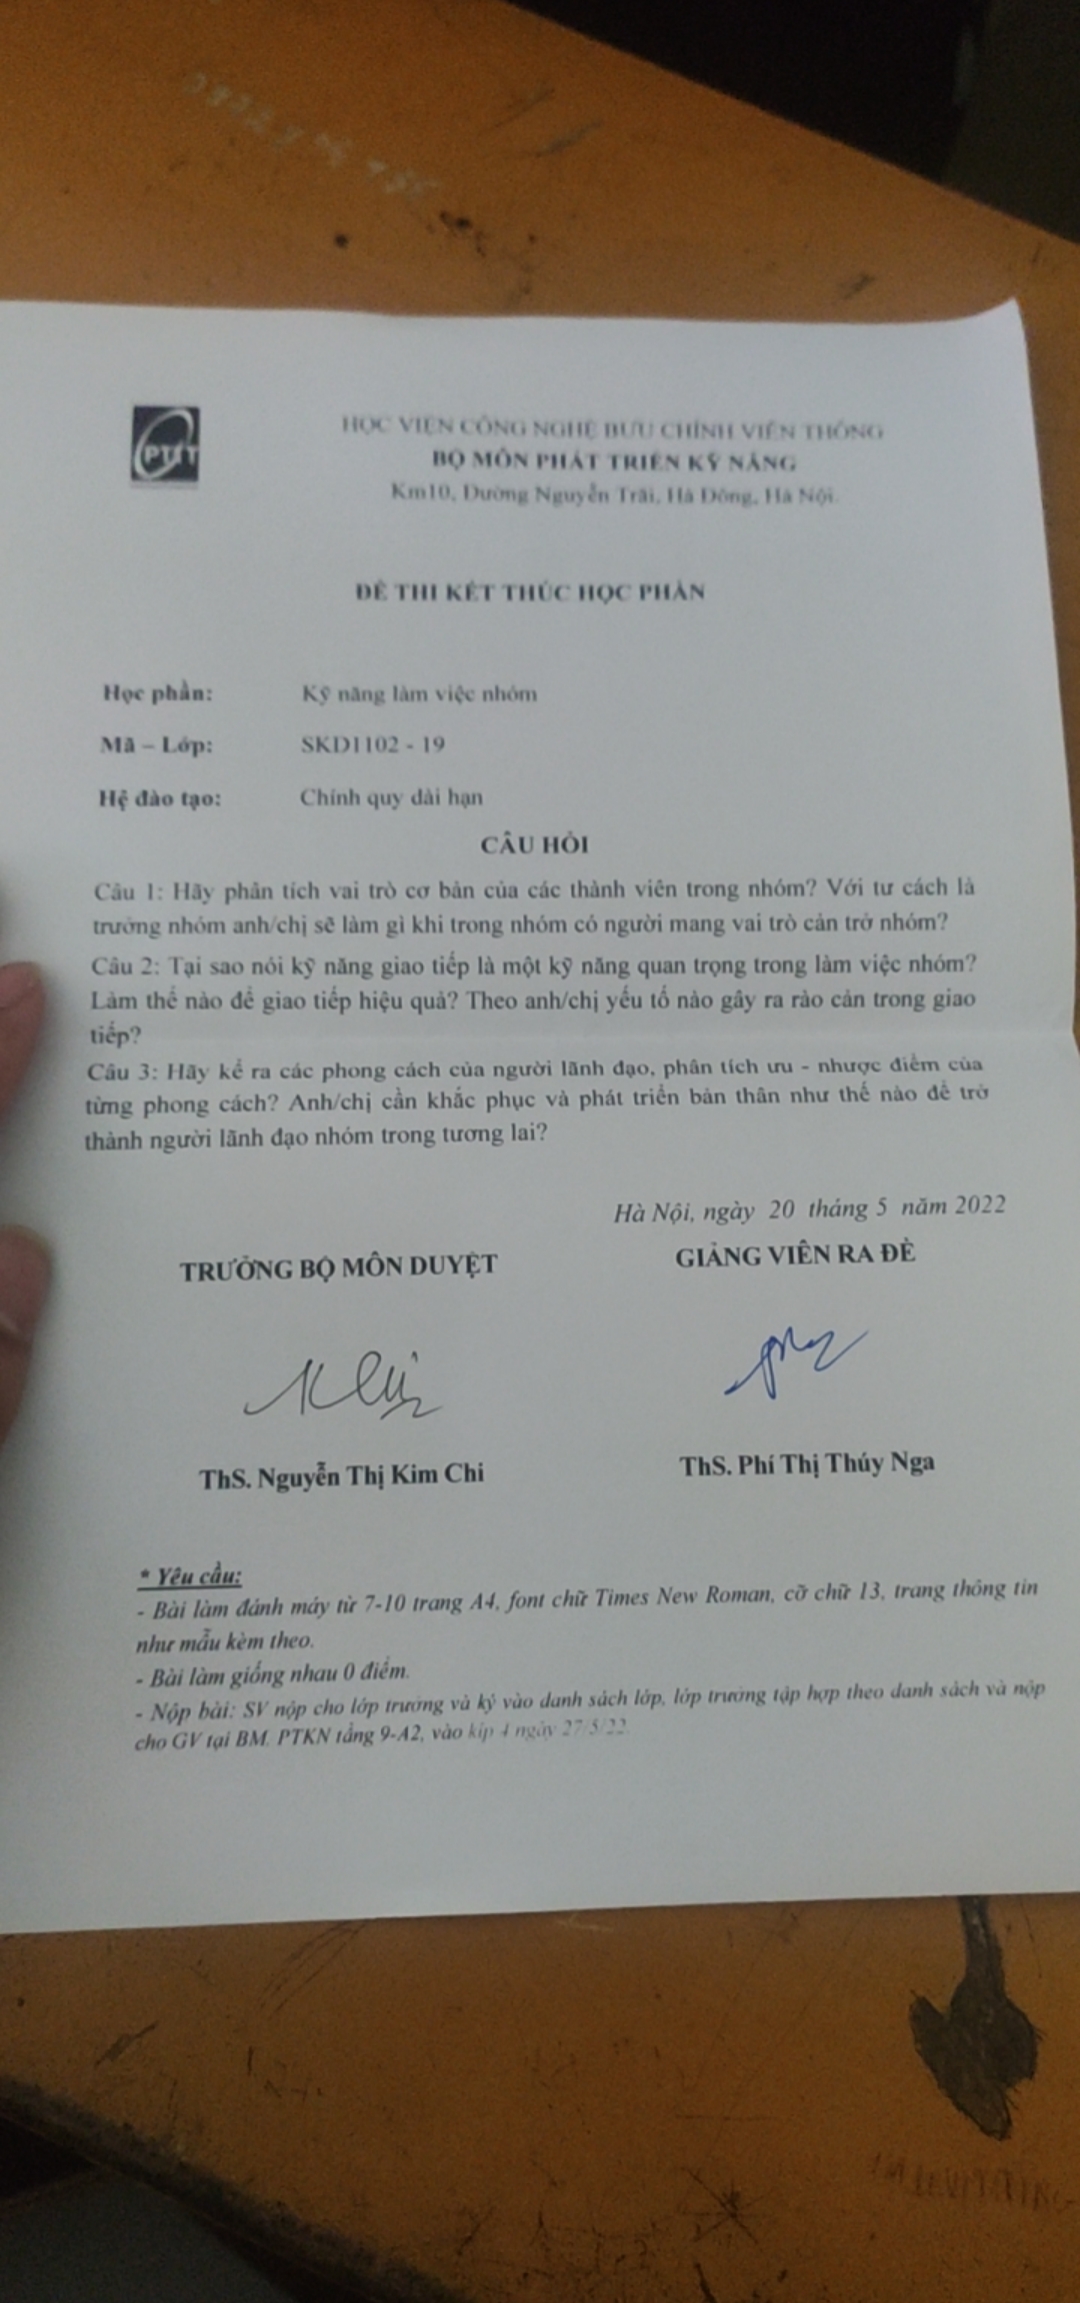 PTIT
HỌC VIỆN CÔNG NGHỆ BƯU CHÍNH VIỄN THÔNG
BỘ MÔN PHÁT TRIỂN KỸ NĂNG
Km10, Đường Nguyễn Trãi, Hà Đông, Hà Nội.
ĐỀ THI KẾT THÚC HỌC PHẦN
Học phần: Kỹ năng làm việc nhóm
Mã – Lớp: SKD1102 - 19
Hệ đào tạo: Chính quy dài hạn
CÂU HỎI
Câu 1: Hãy phân tích vai trò cơ bản của các thành viên trong nhóm? Với tư cách là
trưởng nhóm anh/chị sẽ làm gì khi trong nhóm có người mang vai trò cản trở nhóm?
Câu 2: Tại sao nói kỹ năng giao tiếp là một kỹ năng quan trọng trong làm việc nhóm?
Làm thế nào để giao tiếp hiệu quả? Theo anh/chị yếu tố nào gây ra rào cản trong giao
tiếp?
Câu 3: Hãy kể ra các phong cách của người lãnh đạo, phân tích ưu - nhược điểm của
từng phong cách? Anh/chị cần khắc phục và phát triển bản thân như thế nào để trở
thành người lãnh đạo nhóm trong tương lai?
Hà Nội, ngày 20 tháng 5 năm 2022
TRƯỞNG BỘ MÔN DUYỆT GIẢNG VIÊN RA ĐỀ
ThS. Nguyễn Thị Kim Chi ThS. Phí Thị Thúy Nga
* Yêu cầu:
- Bài làm đánh máy từ 7-10 trang A4, font chữ Times New Roman, cỡ chữ 13, trang thông tin
như mẫu kèm theo.
- Bài làm giống nhau 0 điểm.
- Nộp bài: SV nộp cho lớp trưởng và ký vào danh sách lớp, lớp trưởng tập hợp theo danh sách và nộp
cho GV tại BM. PTKN tầng 9-A2, vào kíp 4 ngày 27/5/22.